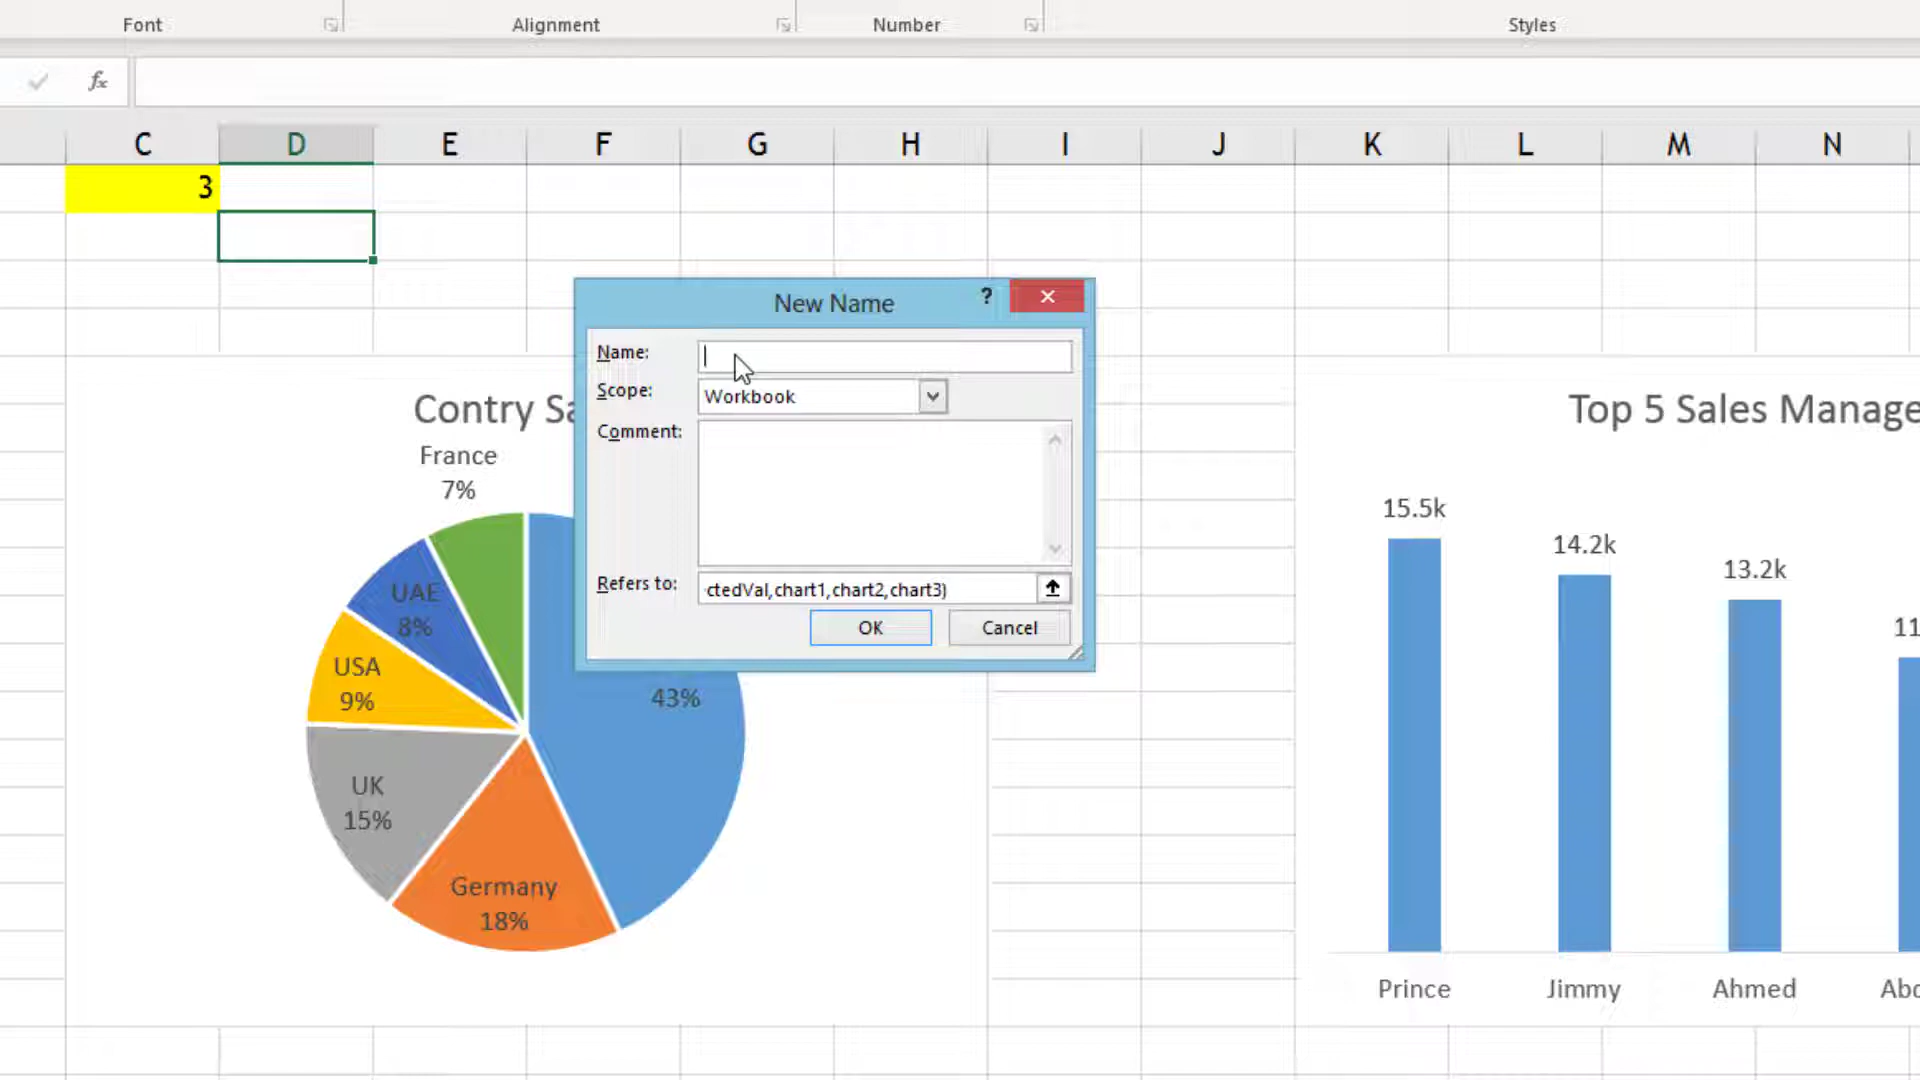 Font
Alignment
Number
Styles
fx
C D E F G H I J K L M N
3
New Name
?
Name:
Scope:
Workbook
Comment:
Refers to:
ctedVal,chart1,chart2,chart3)
OK
Cancel
Contry Sa
France
7%
UAE
8%
USA
9%
UK
15%
Germany
18%
43%
Top 5 Sales Manage
15.5k
14.2k
13.2k
11
Prince
Jimmy
Ahmed
Abd